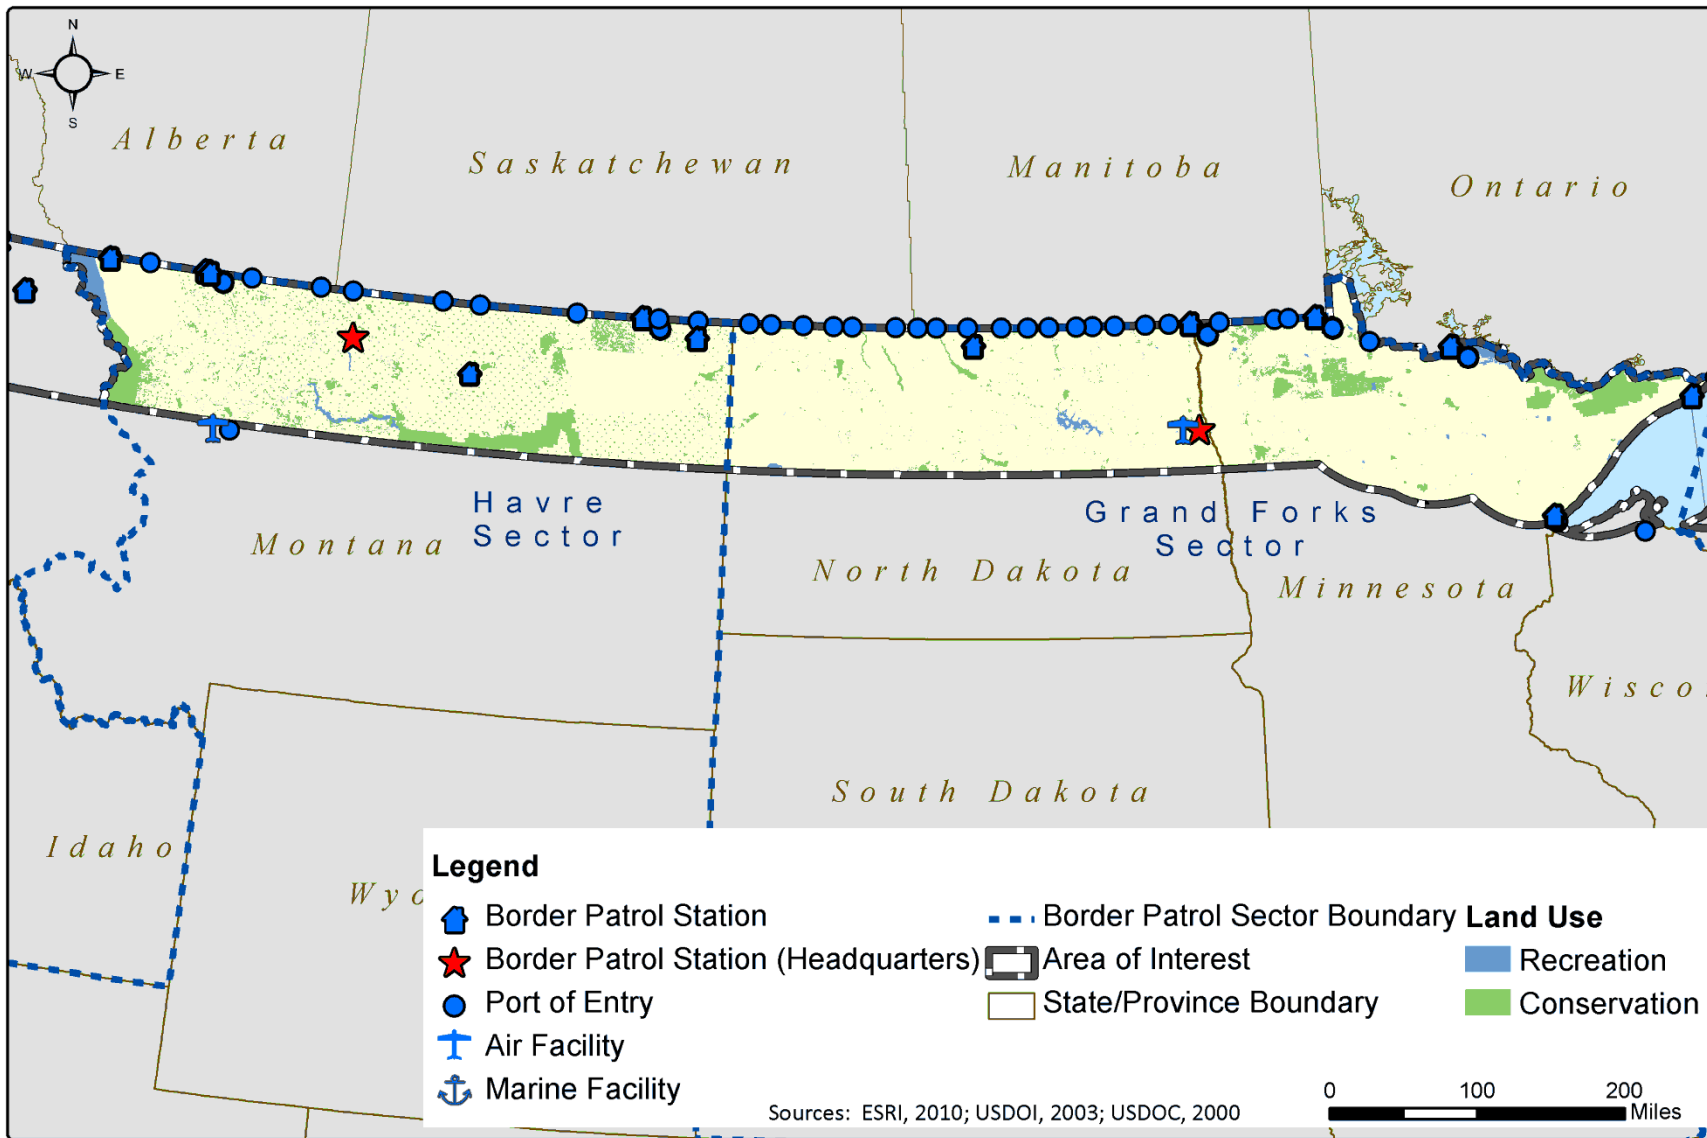 N
W E
S
Alberta
Saskatchewan
Manitoba
Ontario
Havre
Sector
Grand Forks
Sector
Montana
North Dakota
Minnesota
Wisco
South Dakota
Idaho
Wyo
Legend
Border Patrol Station
Border Patrol Station (Headquarters)
Port of Entry
Air Facility
Marine Facility
Border Patrol Sector Boundary
Area of Interest
State/Province Boundary
Land Use
Recreation
Conservation
0 100 200
Miles
Sources: ESRI, 2010; USDOI, 2003; USDOC, 2000